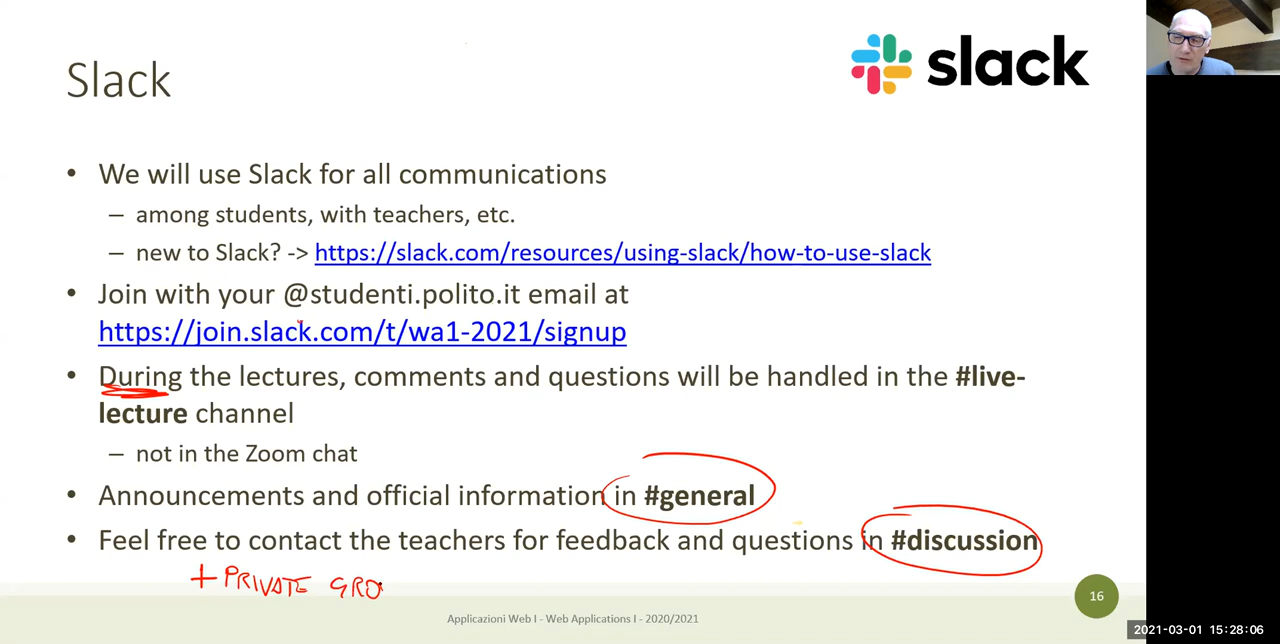 Slack
slack
• We will use Slack for all communications
– among students, with teachers, etc.
– new to Slack? -> https://slack.com/resources/using-slack/how-to-use-slack
• Join with your @studenti.polito.it email at
https://join.slack.com/t/wa1-2021/signup
• During the lectures, comments and questions will be handled in the #live-
lecture channel
– not in the Zoom chat
• Announcements and official information in #general
• Feel free to contact the teachers for feedback and questions in #discussion
+ PRIVATE GRO
16
Applicazioni Web I - Web Applications I - 2020/2021
2021-03-01 15:28:06